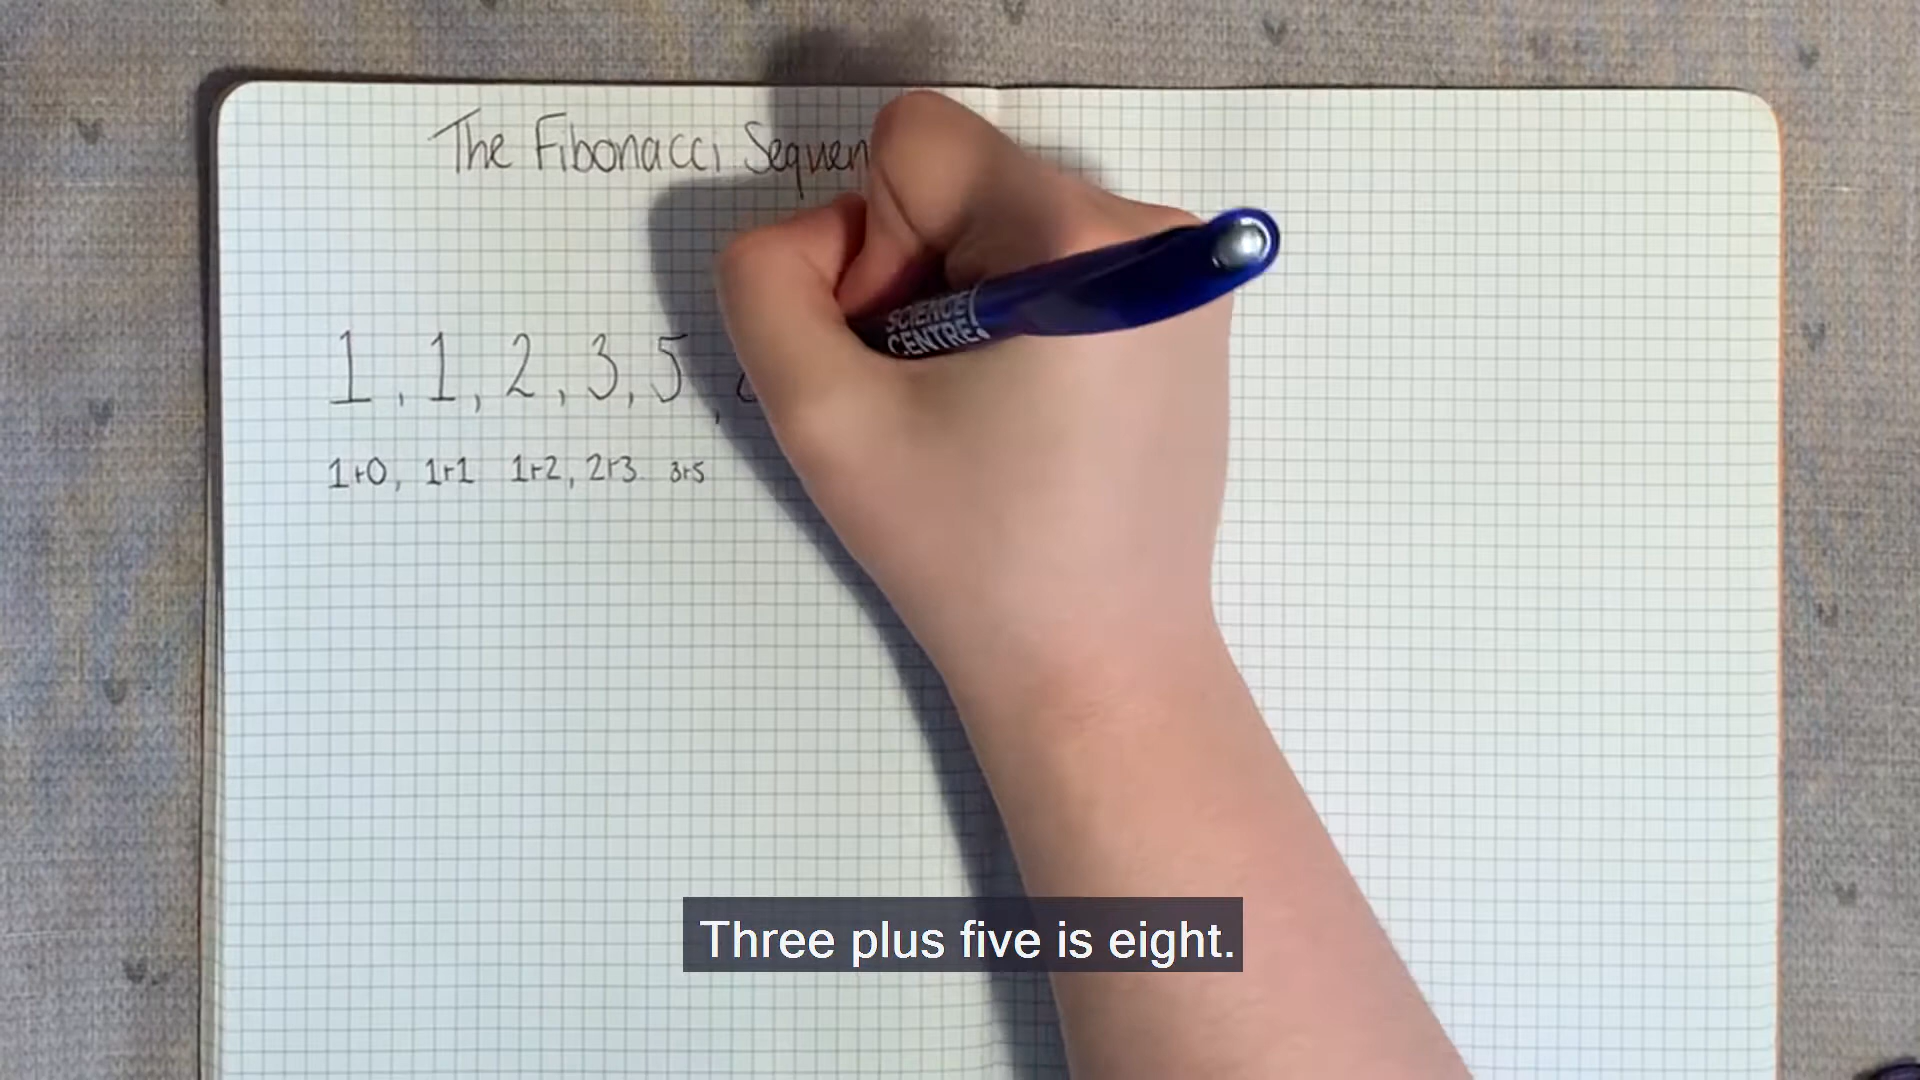 The Fibonacci Sequen
1, 1, 2, 3, 5,
1+0, 1+1 1+2, 2+3 3+5
SCIENCE
CENTRE
Three plus five is eight.